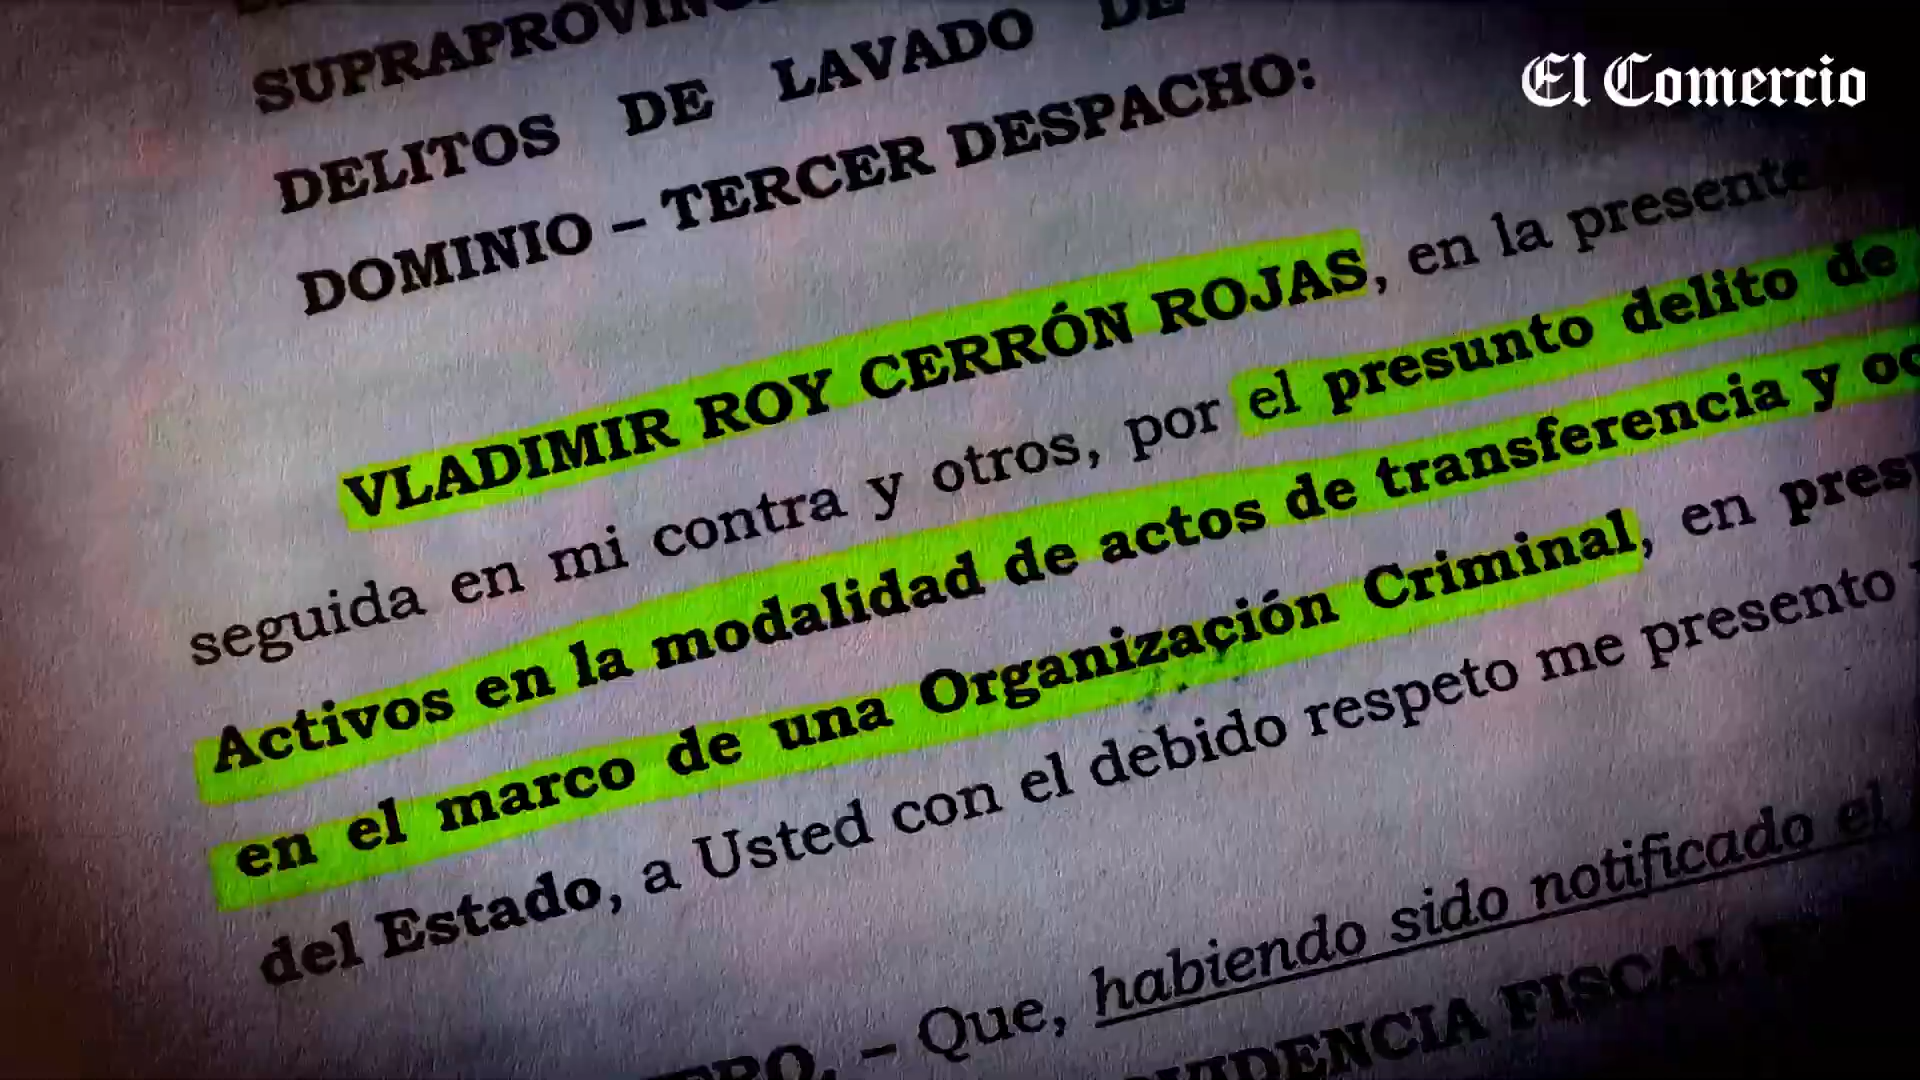 El Comercio
DELITOS DE LAVADO DE
DOMINIO – TERCER DESPACHO:
VLADIMIR ROY CERRÓN ROJAS, en la presente
seguida en mi contra y otros, por el presunto delito de
Activos en la modalidad de actos de transferencia y oc
en el marco de una Organización Criminal, en pres
del Estado, a Usted con el debido respeto me presento
– Que, habiendo sido notificado el
FISCAL